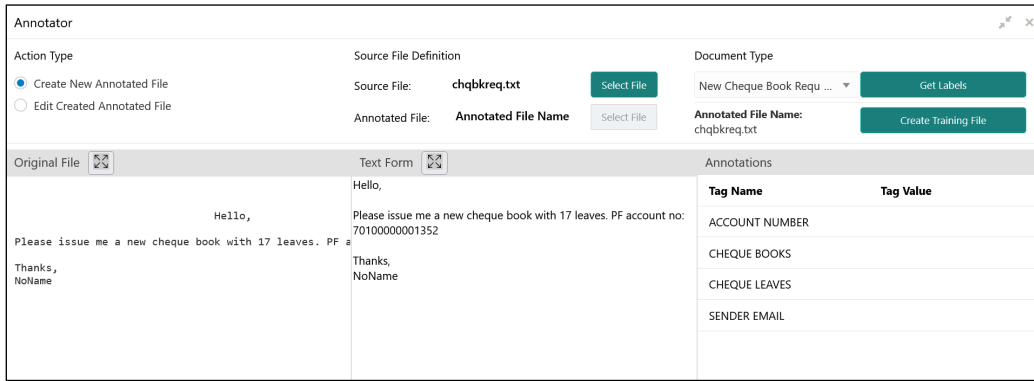 Annotator
Action Type
Create New Annotated File
Edit Created Annotated File
Source File Definition
Source File: chqbkreq.txt Select File
Annotated File: Annotated File Name Select File
Document Type
New Cheque Book Requ ... Get Labels
Annotated File Name:
chqbkreq.txt
Create Training File
Original File
Hello,
Please issue me a new cheque book with 17 leaves. PF a
Thanks,
NoName
Text Form
Hello,
Please issue me a new cheque book with 17 leaves. PF account no:
70100000001352
Thanks,
NoName
Annotations
Tag Name Tag Value
ACCOUNT NUMBER
CHEQUE BOOKS
CHEQUE LEAVES
SENDER EMAIL